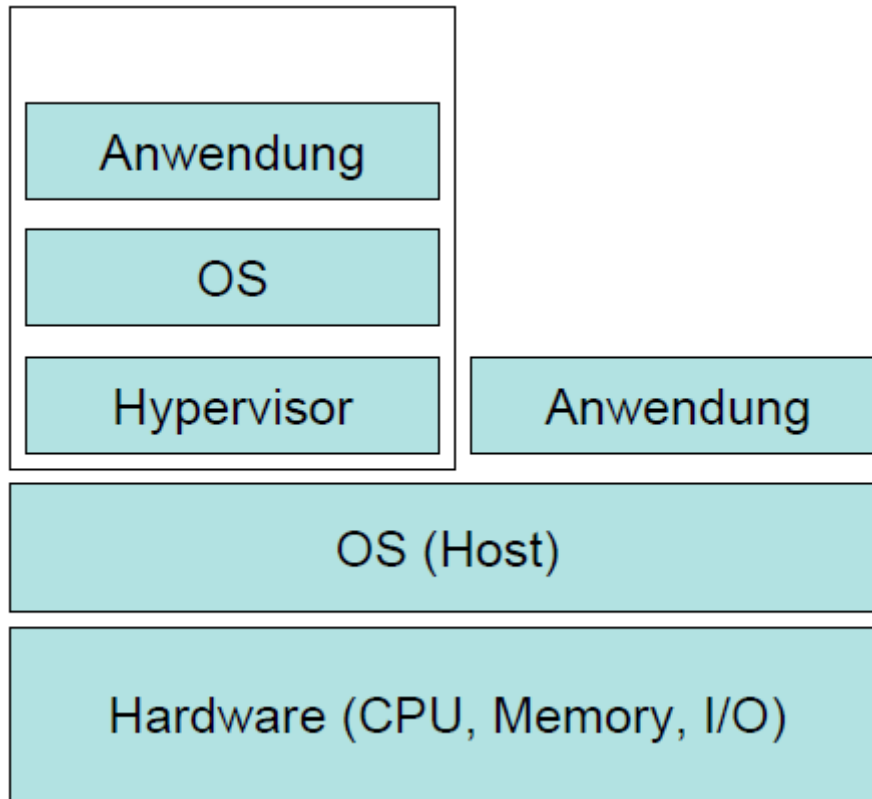 Anwendung
OS
Hypervisor
Anwendung
OS (Host)
Hardware (CPU, Memory, I/O)